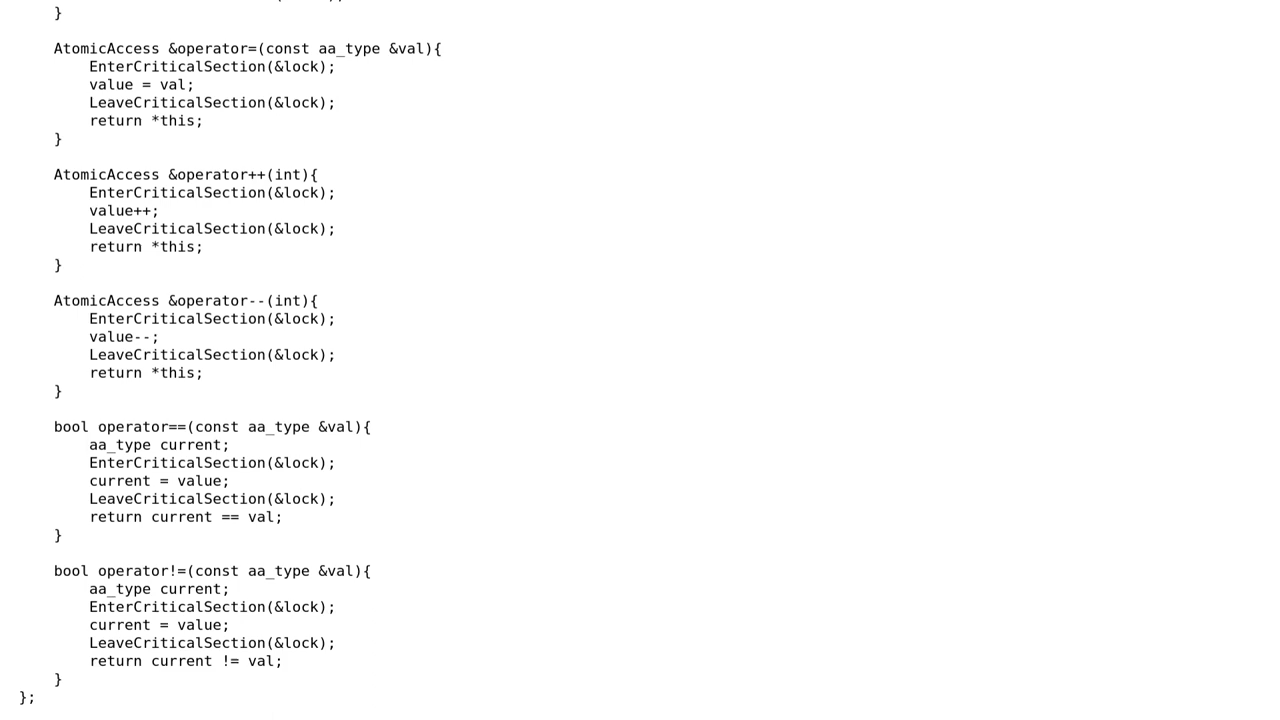 }
AtomicAccess &operator=(const aa_type &val){
EnterCriticalSection(&lock);
value = val;
LeaveCriticalSection(&lock);
return *this;
}
AtomicAccess &operator++(int){
EnterCriticalSection(&lock);
value++;
LeaveCriticalSection(&lock);
return *this;
}
AtomicAccess &operator--(int){
EnterCriticalSection(&lock);
value--;
LeaveCriticalSection(&lock);
return *this;
}
bool operator==(const aa_type &val){
aa_type current;
EnterCriticalSection(&lock);
current = value;
LeaveCriticalSection(&lock);
return current == val;
}
bool operator!=(const aa_type &val){
aa_type current;
EnterCriticalSection(&lock);
current = value;
LeaveCriticalSection(&lock);
return current != val;
}
};